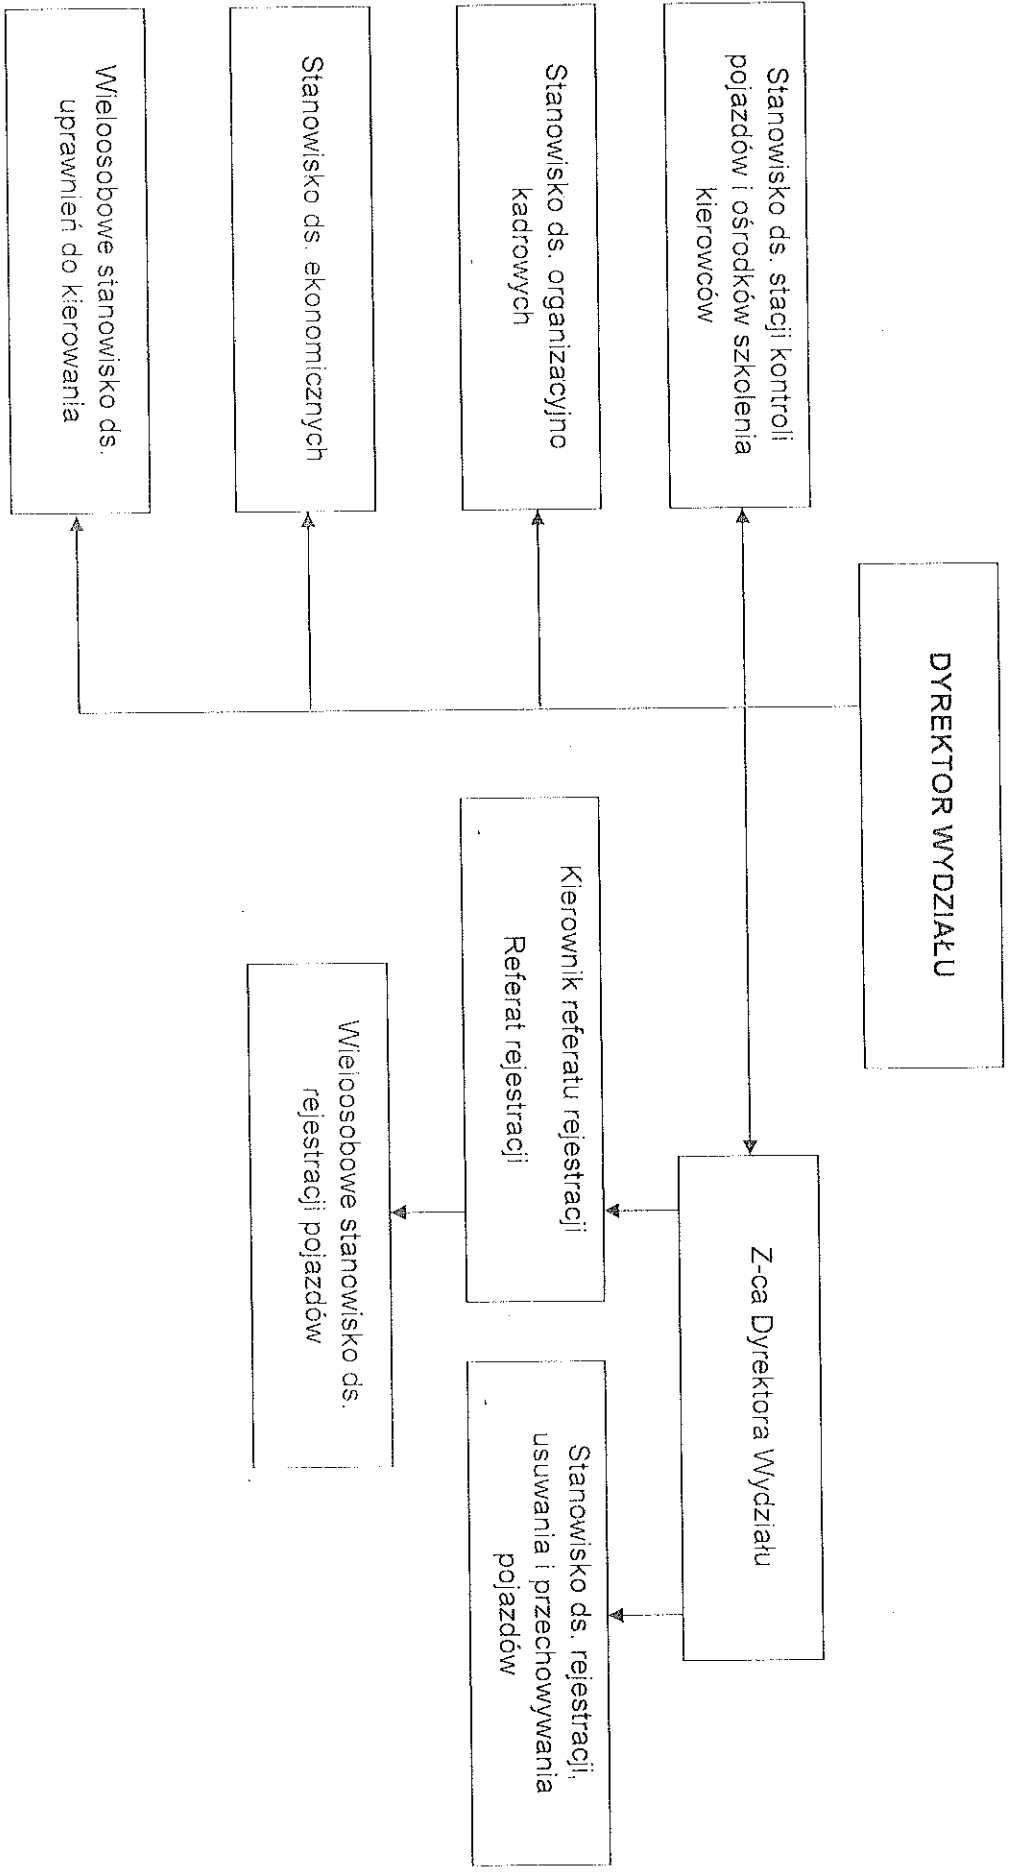 DYREKTOR WYDZIAŁU
Stanowisko ds. stacji kontroli
pojazdów i ośrodków szkolenia
kierowców
Z-ca Dyrektora Wydziału
Stanowisko ds. organizacyjno
kadrowych
Kierownik referatu rejestracji
Referat rejestracji
Stanowisko ds. rejestracji,
usuwania i przechowywania
pojazdów
Stanowisko ds. ekonomicznych
Wieloosobowe stanowisko ds.
rejestracji pojazdów
Wieloosobowe stanowisko ds.
uprawnień do kierowania